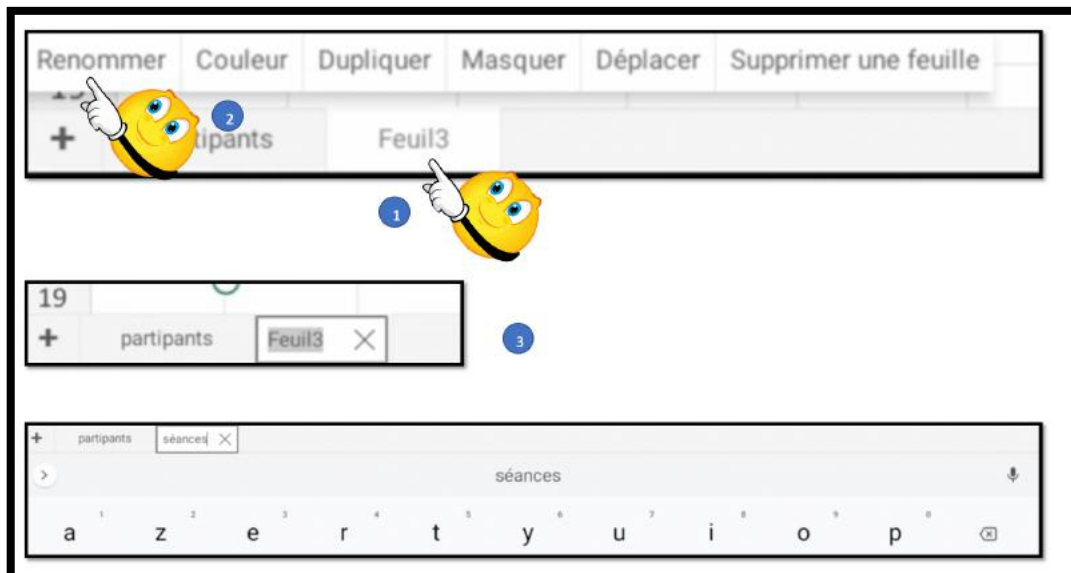 Renommer Couleur Dupliquer Masquer Déplacer Supprimer une feuille
2
+ tipants Feuil3
1
19
+ partipants Feuil3
3
+ partipants séances
séances
1 2 3 4 5 6 7 8 9 0
a z e r t y u i o p